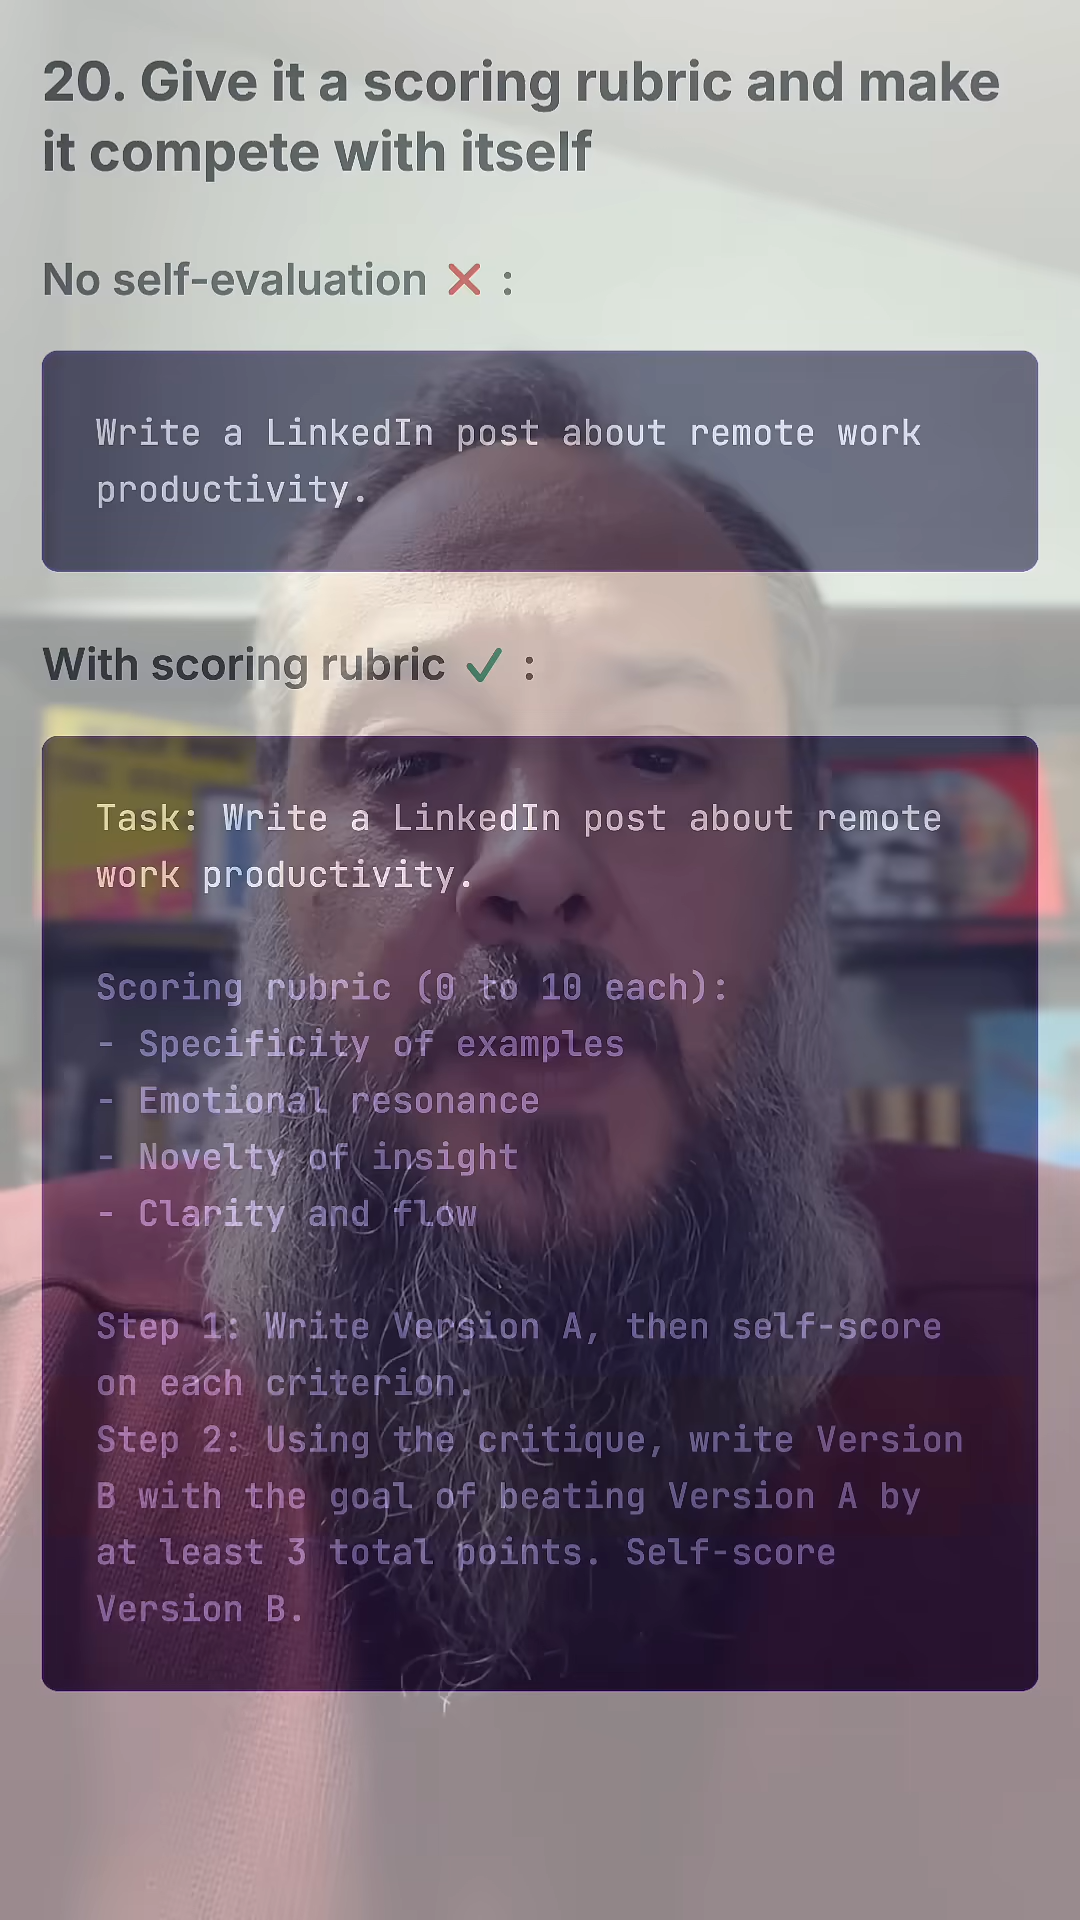 20. Give it a scoring rubric and make
it compete with itself
No self-evaluation ❌ :
Write a LinkedIn post about remote work
productivity.
With scoring rubric ✓ :
Task: Write a LinkedIn post about remote
work productivity.
Scoring rubric (0 to 10 each):
- Specificity of examples
- Emotional resonance
- Novelty of insight
- Clarity and flow
Step 1: Write Version A, then self-score
on each criterion.
Step 2: Using the critique, write Version
B with the goal of beating Version A by
at least 3 total points. Self-score
Version B.